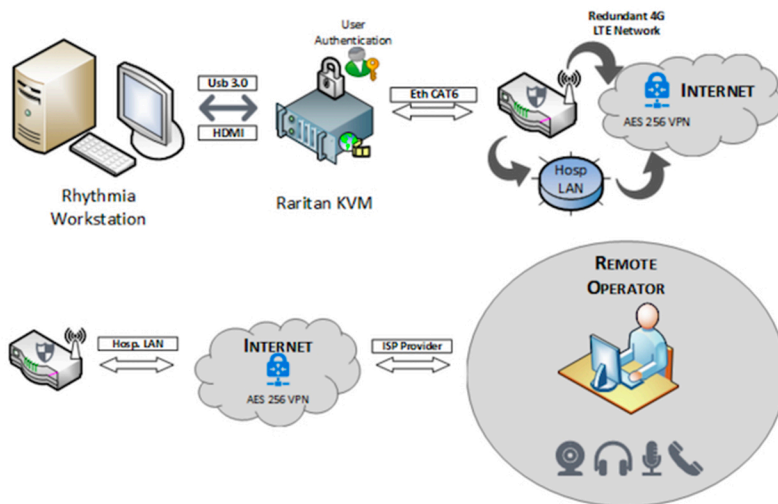 User
Authentication
Redundant 4G
LTE Network
Usb 3.0
HDMI
Eth CAT6
INTERNET
AES 256 VPN
Hosp
LAN
Rhythmia
Workstation
Raritan KVM
REMOTE
OPERATOR
Hosp. LAN
INTERNET
AES 256 VPN
ISP Provider